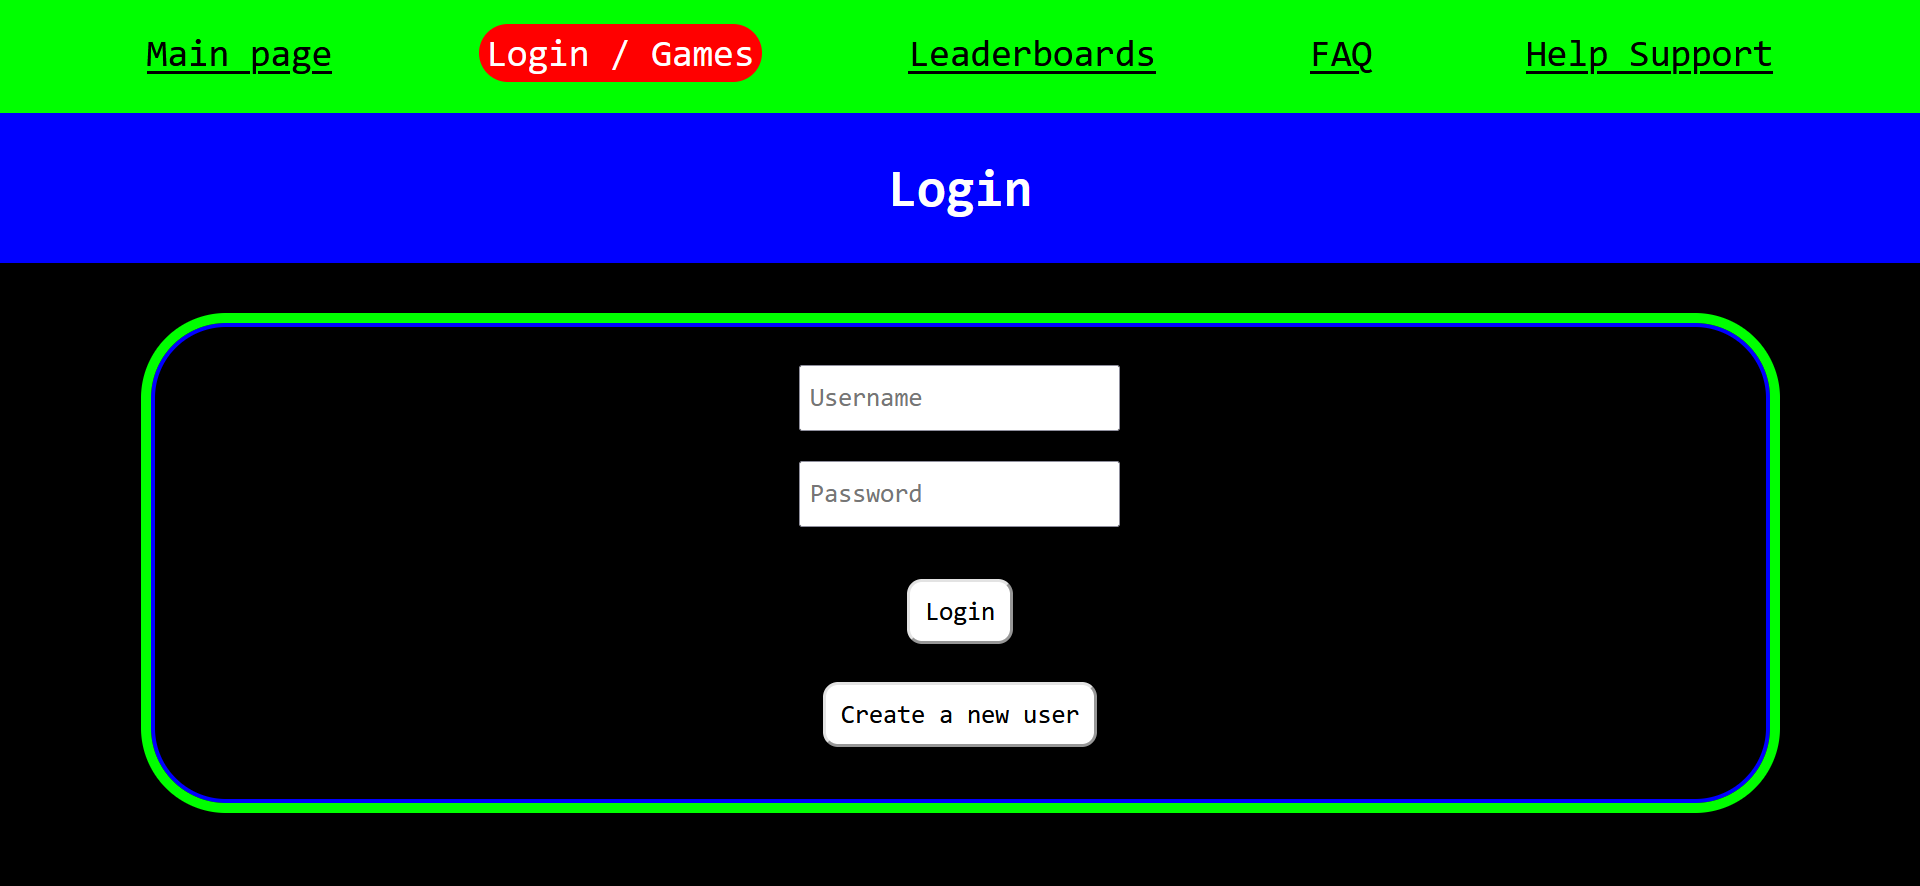 Main page Login / Games Leaderboards FAQ Help Support
Login
Username
Password
Login
Create a new user